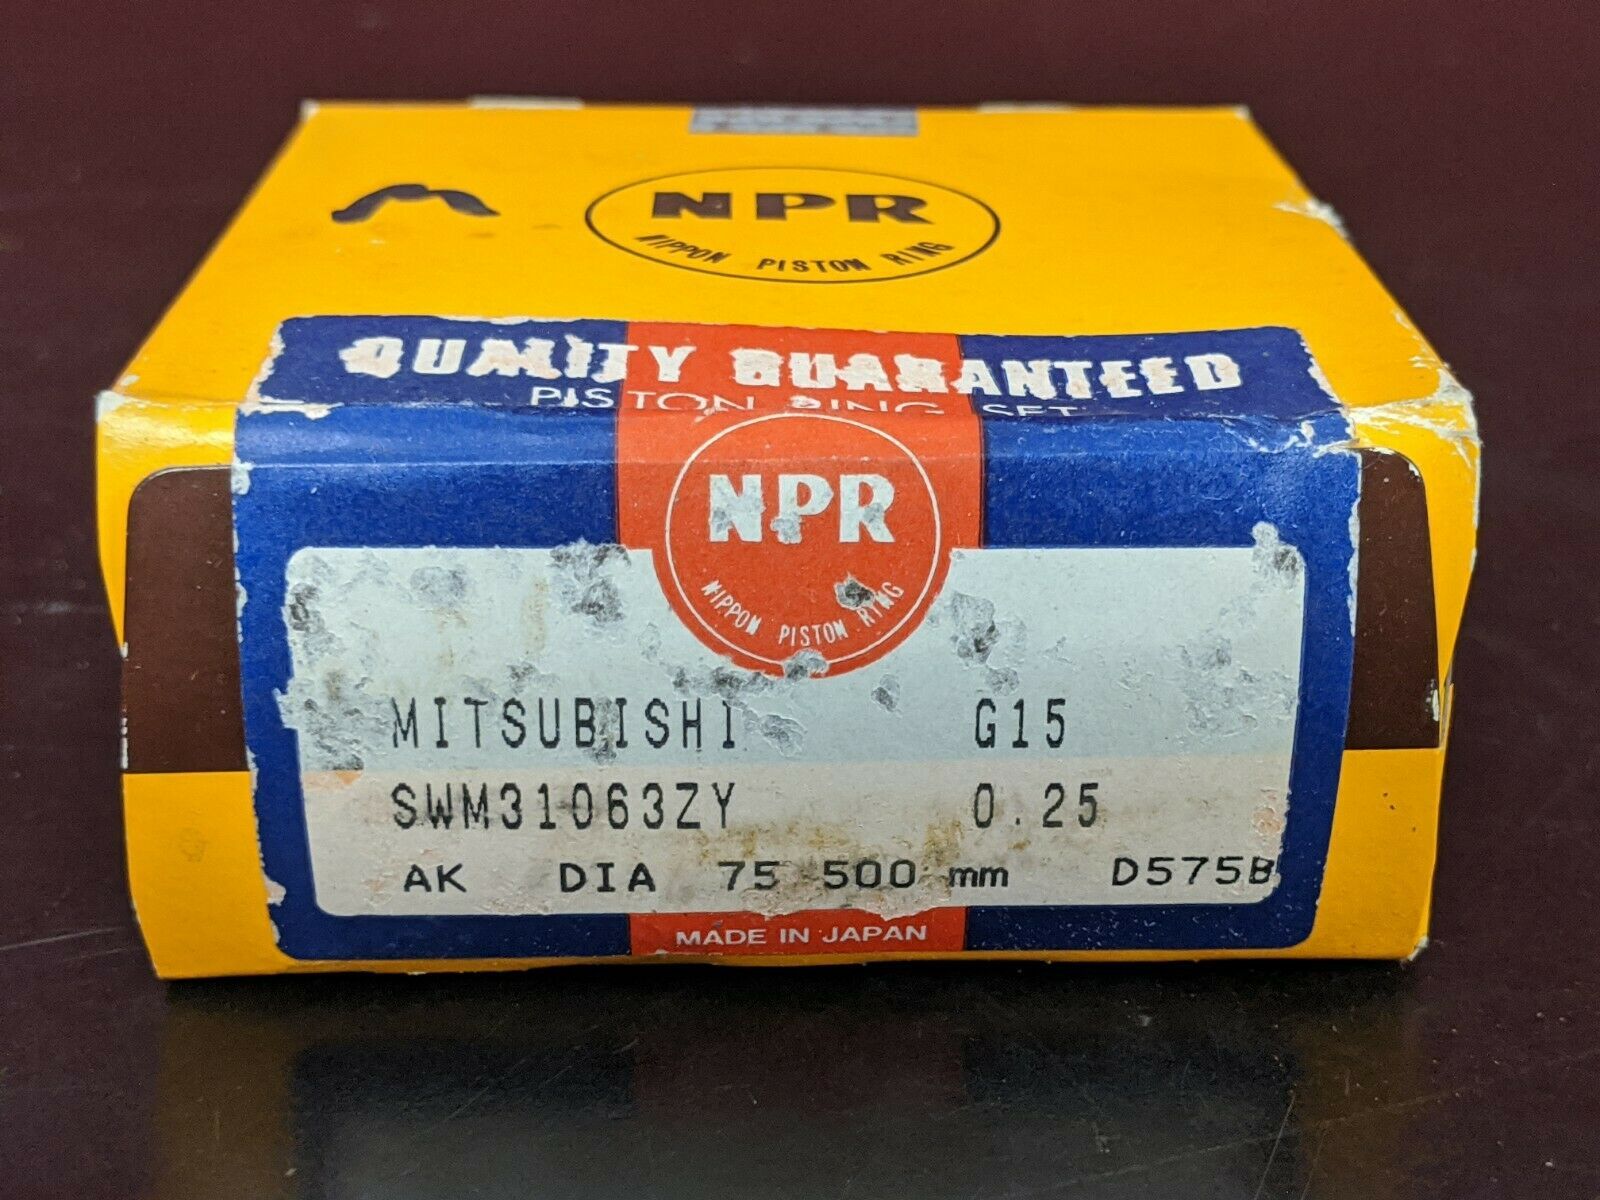 NPR
NIPPON PISTON RING
QUALITY GUARANTEED
PISTON RING SET
NPR
NIPPON PISTON RING
MITSUBISHI G15
SWM31063ZY 0.25
AK DIA 75 500 mm D575B
MADE IN JAPAN